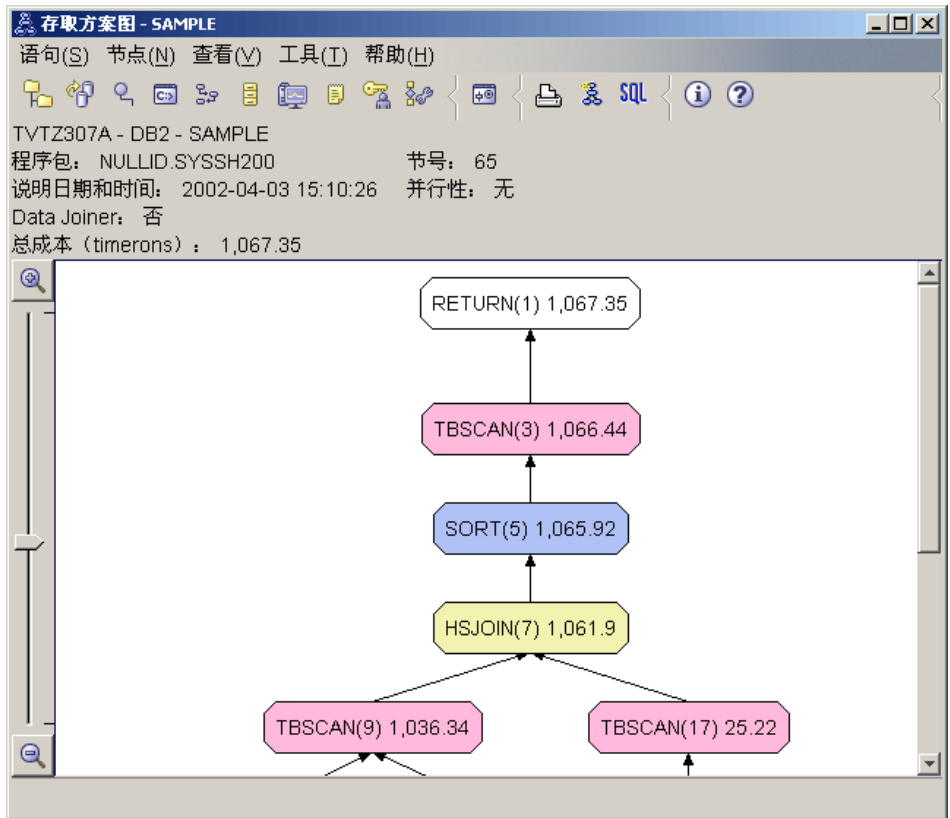 存取方案图 - SAMPLE
语句(S) 节点(N) 查看(V) 工具(T) 帮助(H)
SQL
TVTZ307A - DB2 - SAMPLE
程序包： NULLID.SYSSH200 节号： 65
说明日期和时间： 2002-04-03 15:10:26 并行性： 无
Data Joiner： 否
总成本（timerons）： 1,067.35
RETURN(1) 1,067.35
TBSCAN(3) 1,066.44
SORT(5) 1,065.92
HSJOIN(7) 1,061.9
TBSCAN(9) 1,036.34 TBSCAN(17) 25.22